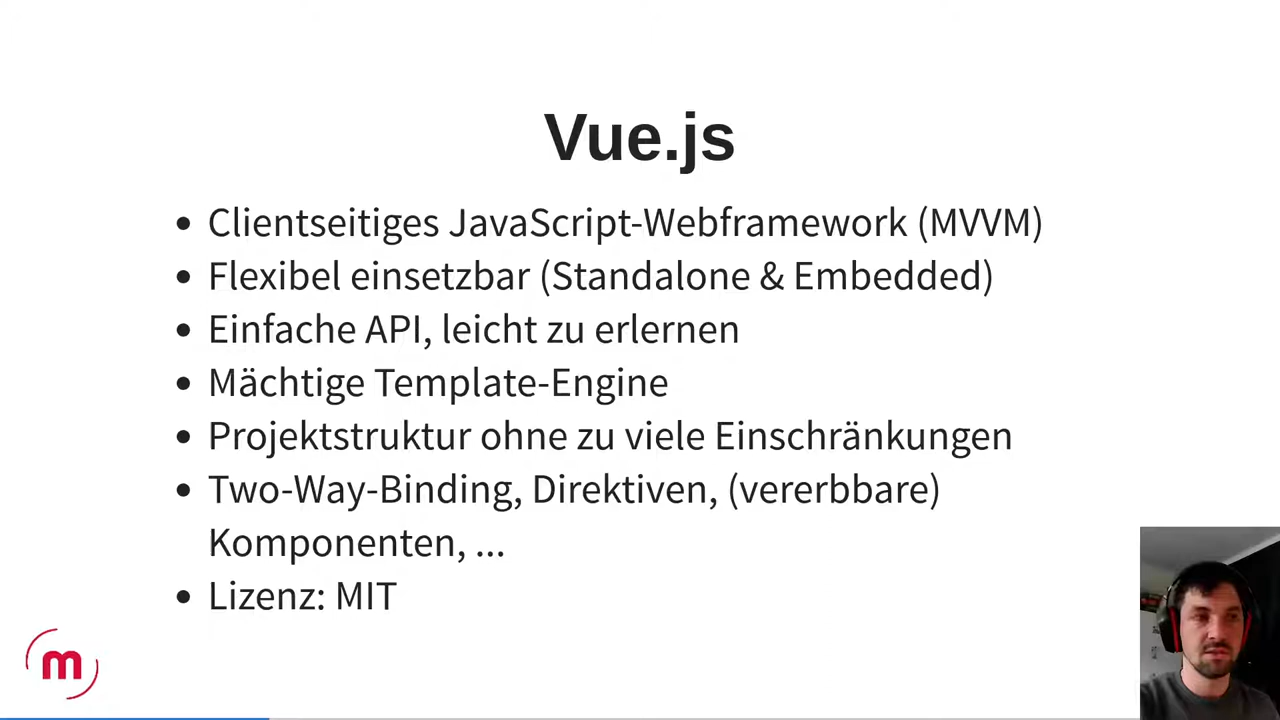 Vue.js
• Clientseitiges JavaScript-Webframework (MVVM)
• Flexibel einsetzbar (Standalone & Embedded)
• Einfache API, leicht zu erlernen
• Mächtige Template-Engine
• Projektstruktur ohne zu viele Einschränkungen
• Two-Way-Binding, Direktiven, (vererbbare)
Komponenten, ...
• Lizenz: MIT
m